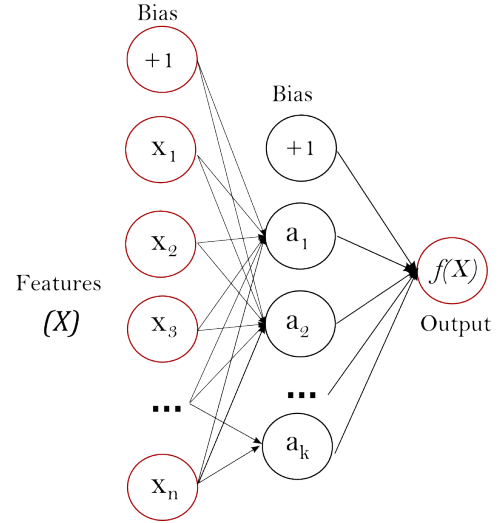 Bias
+1
x₁
x₂
x₃
...
xₙ
Features
(X)
Bias
+1
a₁
a₂
...
aₖ
f(X)
Output